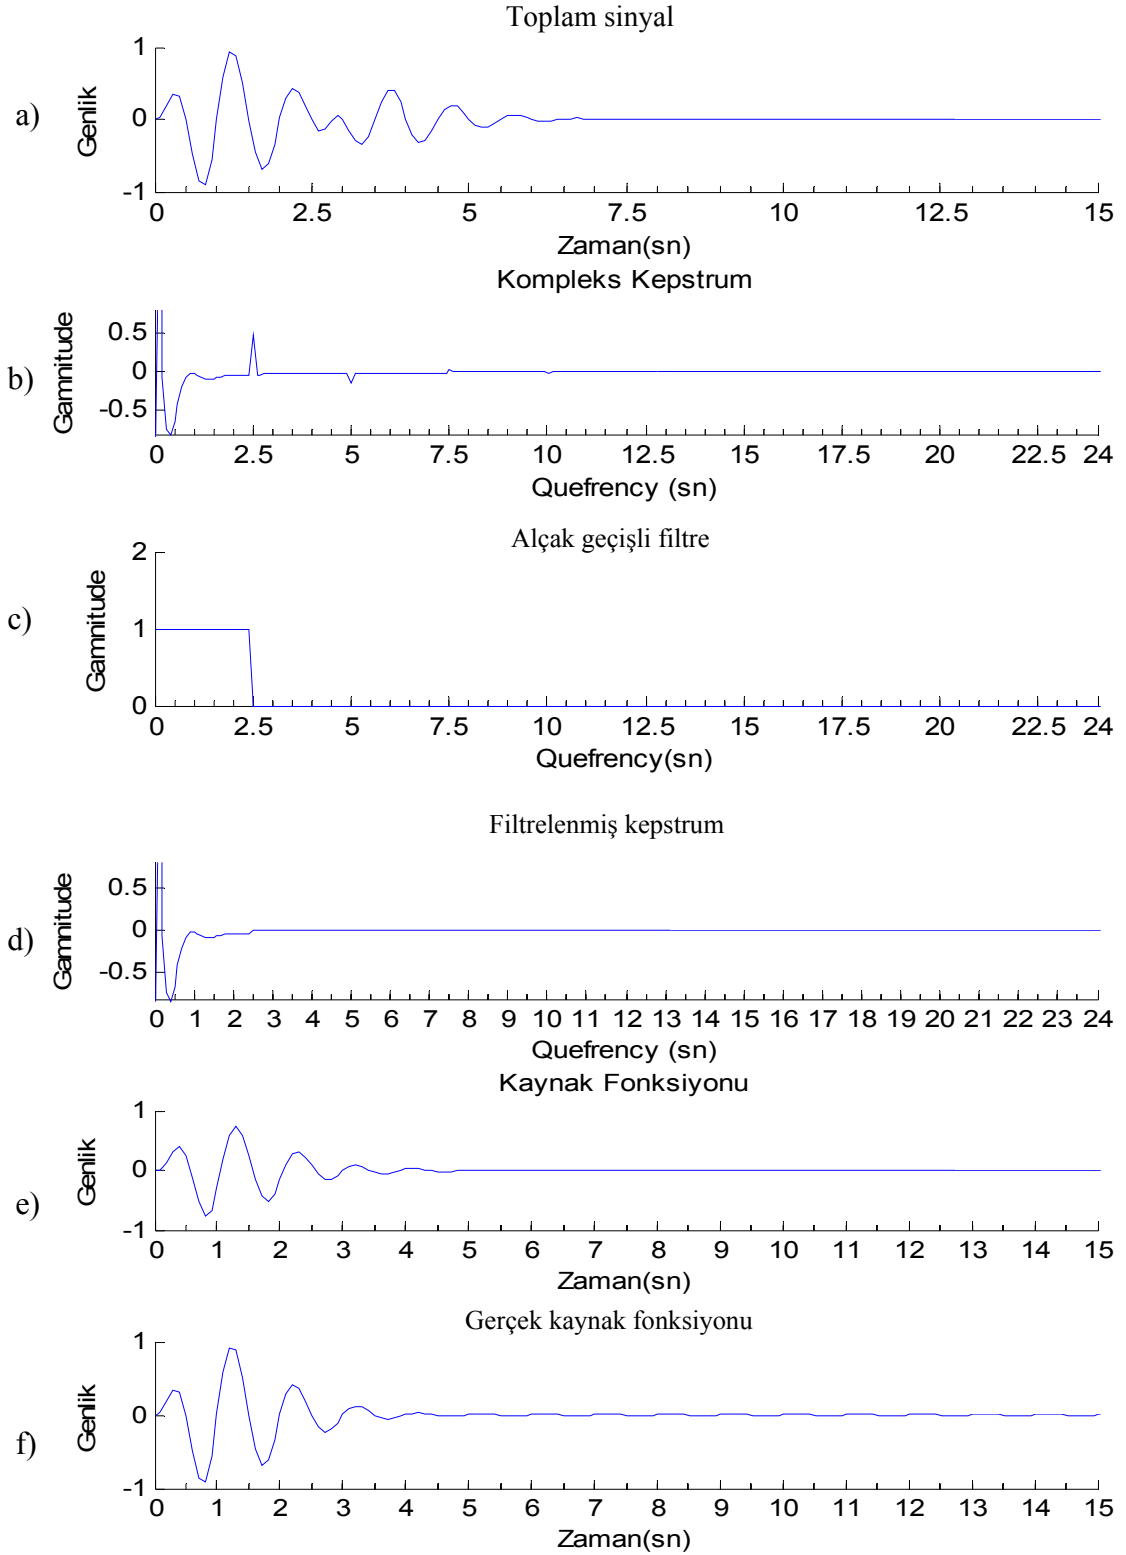 Toplam sinyal
a)
Genlik
1
0
-1
0 2.5 5 7.5 10 12.5 15
Zaman(sn)
Kompleks Kepstrum
b)
Gamnitude
0.5
0
-0.5
0 2.5 5 7.5 10 12.5 15 17.5 20 22.5 24
Quefrency (sn)
Alçak geçişli filtre
c)
Gamnitude
2
1
0
0 2.5 5 7.5 10 12.5 15 17.5 20 22.5 24
Quefrency(sn)
Filtrelenmiş kepstrum
d)
Gamnitude
0.5
0
-0.5
0 1 2 3 4 5 6 7 8 9 10 11 12 13 14 15 16 17 18 19 20 21 22 23 24
Quefrency (sn)
Kaynak Fonksiyonu
e)
Genlik
1
0
-1
0 1 2 3 4 5 6 7 8 9 10 11 12 13 14 15
Zaman(sn)
Gerçek kaynak fonksiyonu
f)
Genlik
1
0
-1
0 1 2 3 4 5 6 7 8 9 10 11 12 13 14 15
Zaman(sn)